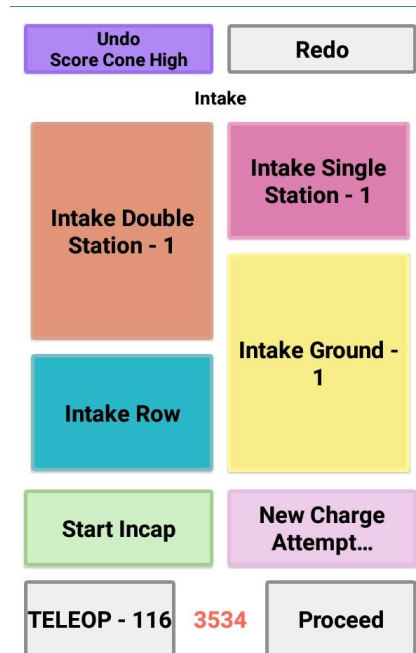 Undo
Score Cone High
Redo
Intake
Intake Double
Station - 1
Intake Single
Station - 1
Intake Ground -
1
Intake Row
Start Incap
New Charge
Attempt...
TELEOP - 116
3534
Proceed